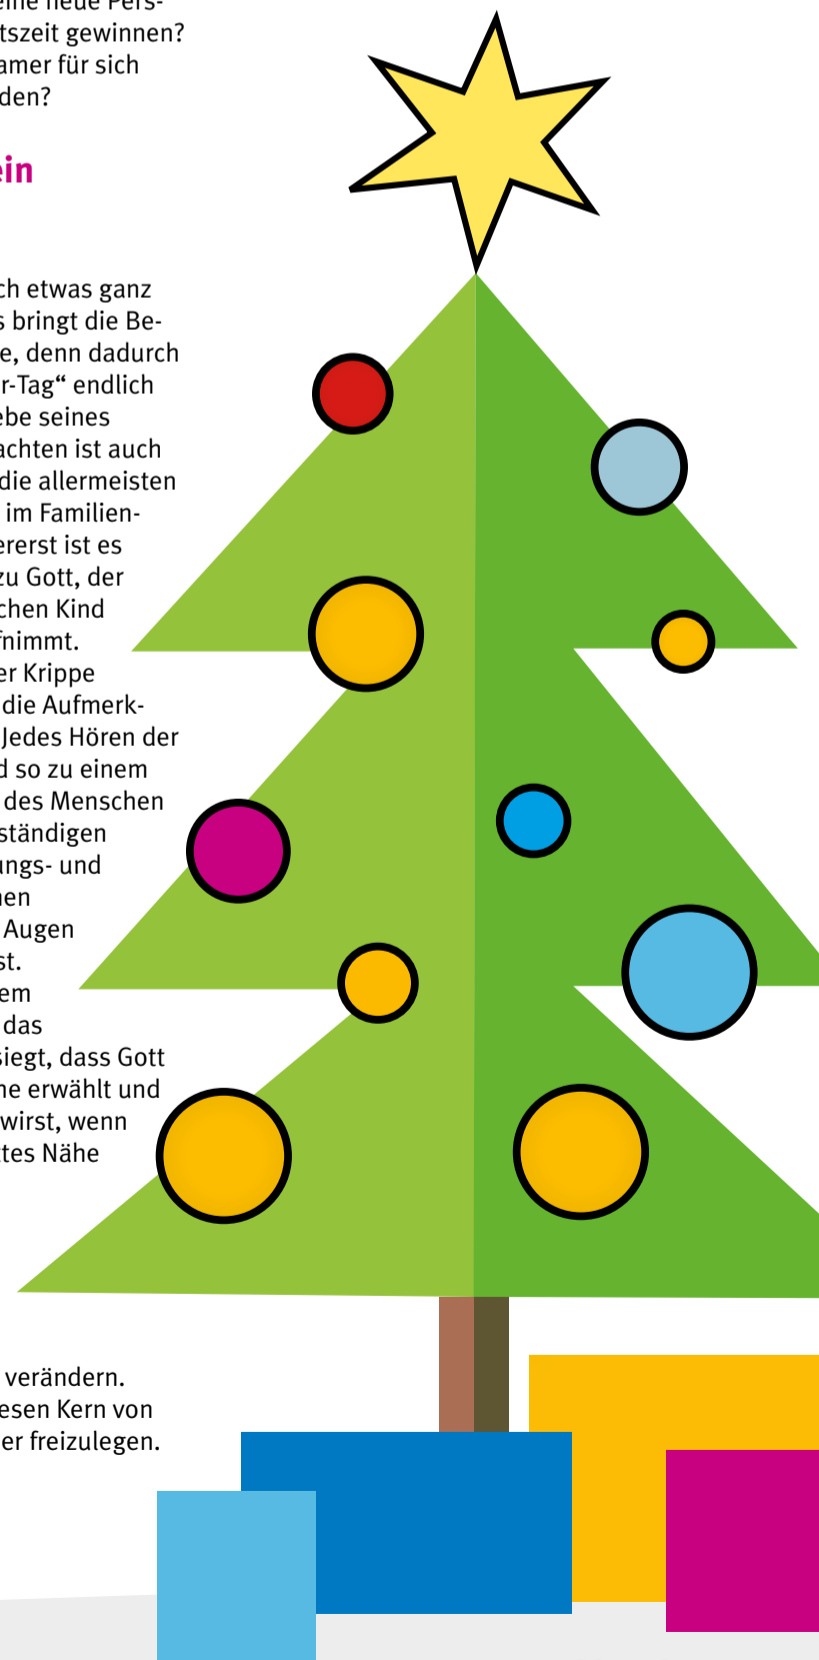 eine neue Pers-
tszeit gewinnen?
amer für sich
den?
ein
ch etwas ganz
s bringt die Be-
e, denn dadurch
r-Tag“ endlich
ebe seines
achten ist auch
die allermeisten
im Familien-
ererst ist es
zu Gott, der
chen Kind
fnimmt.
er Krippe
die Aufmerk-
Jedes Hören der
d so zu einem
des Menschen
ständigen
ungs- und
nen
Augen
st.
em
das
siegt, dass Gott
ne erwählt und
wirst, wenn
tes Nähe
verändern.
esen Kern von
er freizulegen.